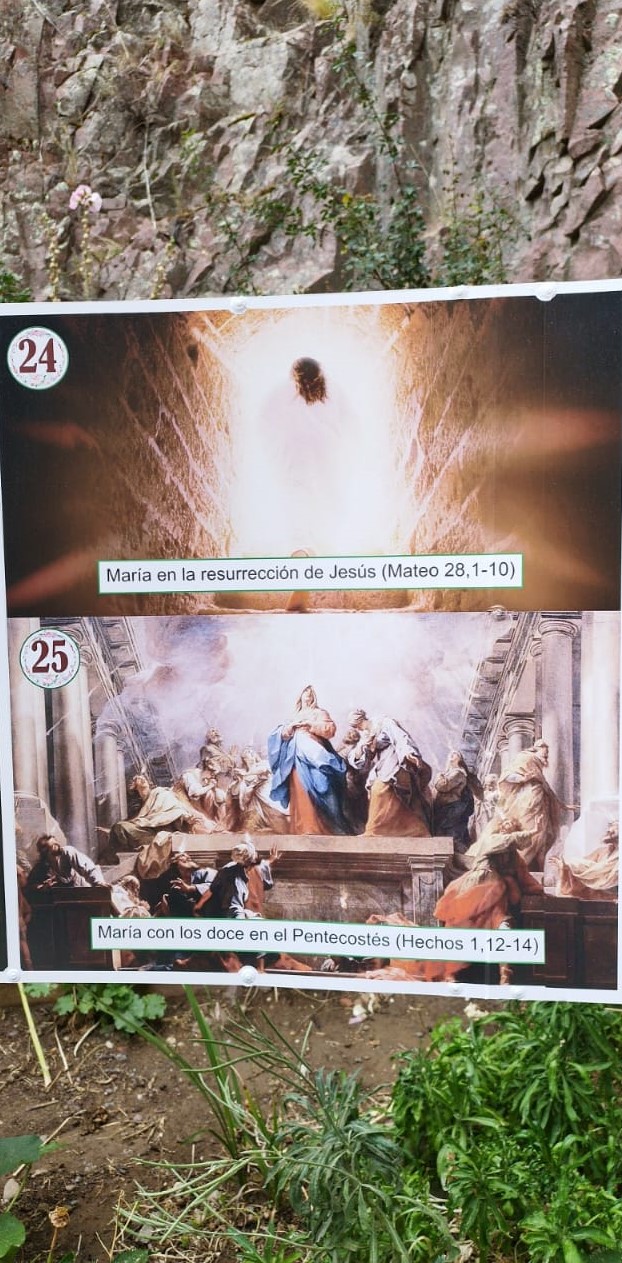 24
María en la resurrección de Jesús (Mateo 28,1-10)
25
María con los doce en el Pentecostés (Hechos 1,12-14)